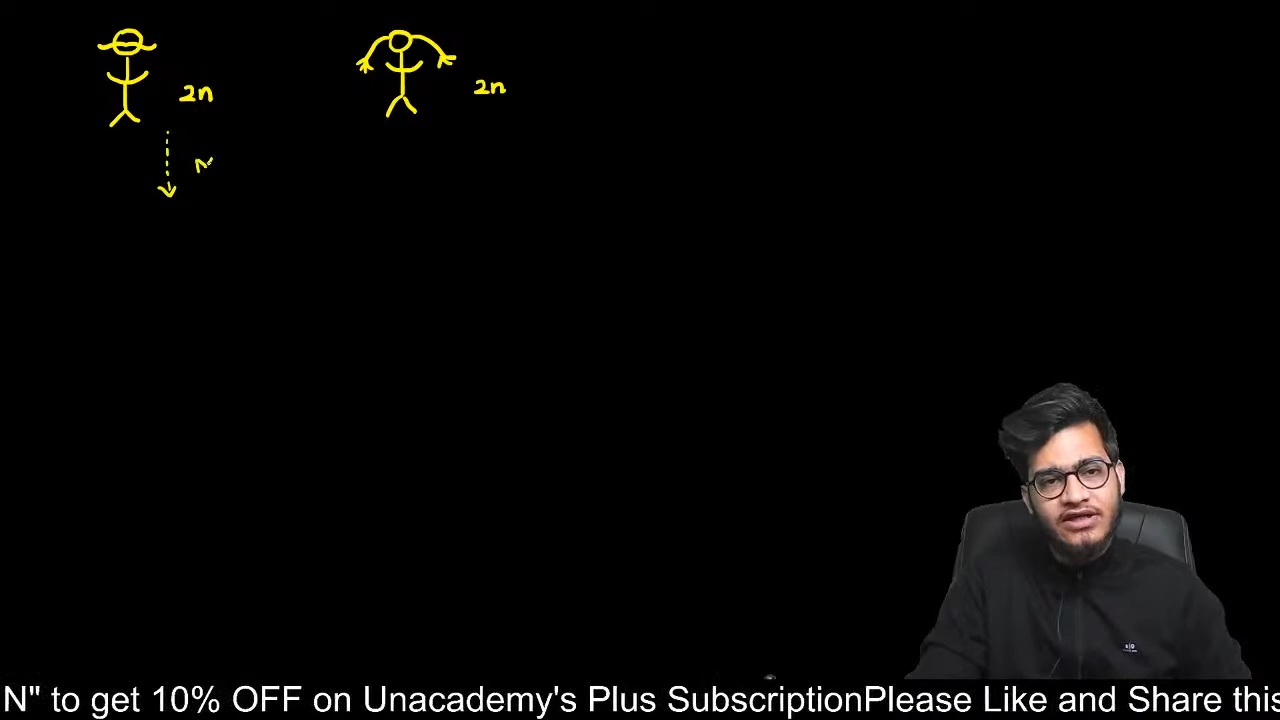 2n
2n
n
N" to get 10% OFF on Unacademy's Plus SubscriptionPlease Like and Share this